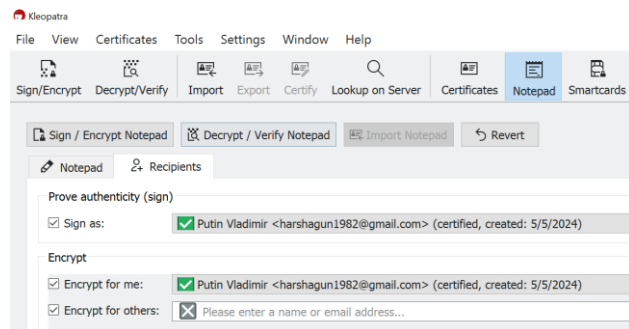 Kleopatra
File View Certificates Tools Settings Window Help
Sign/Encrypt Decrypt/Verify Import Export Certify Lookup on Server Certificates Notepad Smartcards
Sign / Encrypt Notepad Decrypt / Verify Notepad Import Notepad Revert
Notepad Recipients
Prove authenticity (sign)
Sign as: Putin Vladimir <harshagun1982@gmail.com> (certified, created: 5/5/2024)
Encrypt
Encrypt for me: Putin Vladimir <harshagun1982@gmail.com> (certified, created: 5/5/2024)
Encrypt for others: Please enter a name or email address...